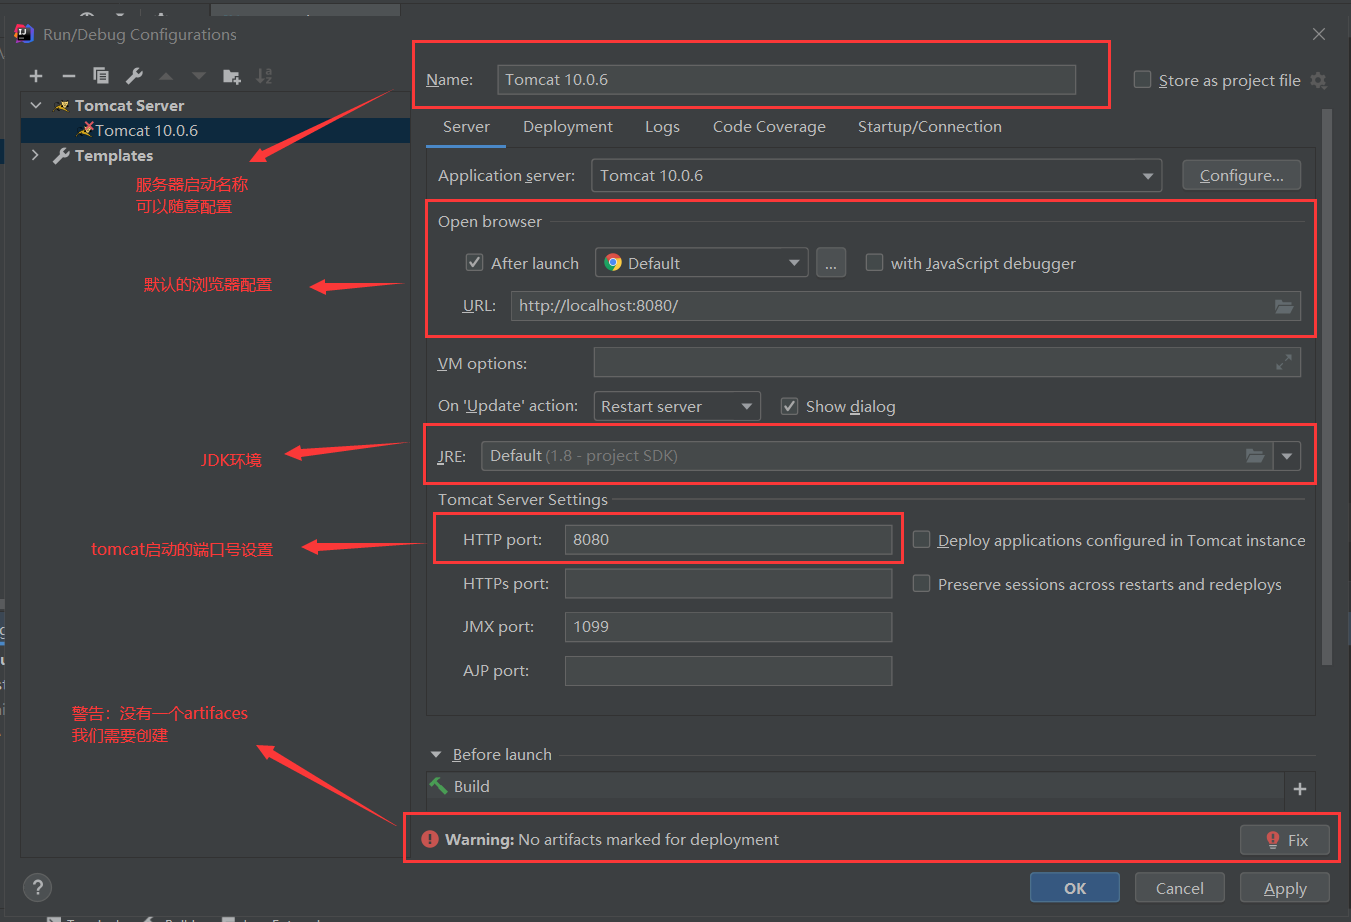 Run/Debug Configurations
Name: Tomcat 10.0.6
Store as project file
Tomcat Server
Tomcat 10.0.6
Templates
服务器启动名称
可以随意配置
默认的浏览器配置
JDK环境
tomcat启动的端口号设置
警告：没有一个artifaces
我们需要创建
Server Deployment Logs Code Coverage Startup/Connection
Application server: Tomcat 10.0.6 Configure...
Open browser
After launch Default ... with JavaScript debugger
URL: http://localhost:8080/
VM options:
On 'Update' action: Restart server Show dialog
JRE: Default (1.8 - project SDK)
Tomcat Server Settings
HTTP port: 8080 Deploy applications configured in Tomcat instance
HTTPs port: Preserve sessions across restarts and redeploys
JMX port: 1099
AJP port:
Before launch
Build
Warning: No artifacts marked for deployment Fix
? OK Cancel Apply